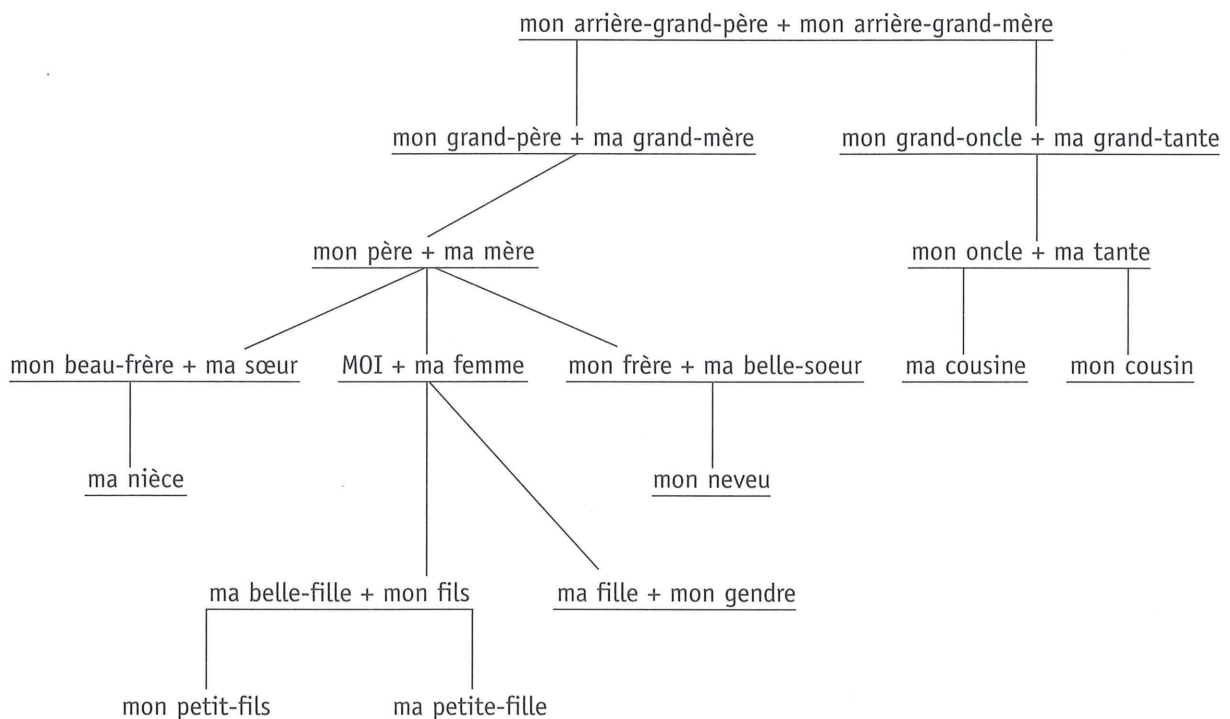 mon arrière-grand-père + mon arrière-grand-mère
mon grand-père + ma grand-mère
mon grand-oncle + ma grand-tante
mon père + ma mère
mon oncle + ma tante
mon beau-frère + ma sœur
MOI + ma femme
mon frère + ma belle-soeur
ma cousine
mon cousin
ma nièce
mon neveu
ma belle-fille + mon fils
ma fille + mon gendre
mon petit-fils
ma petite-fille